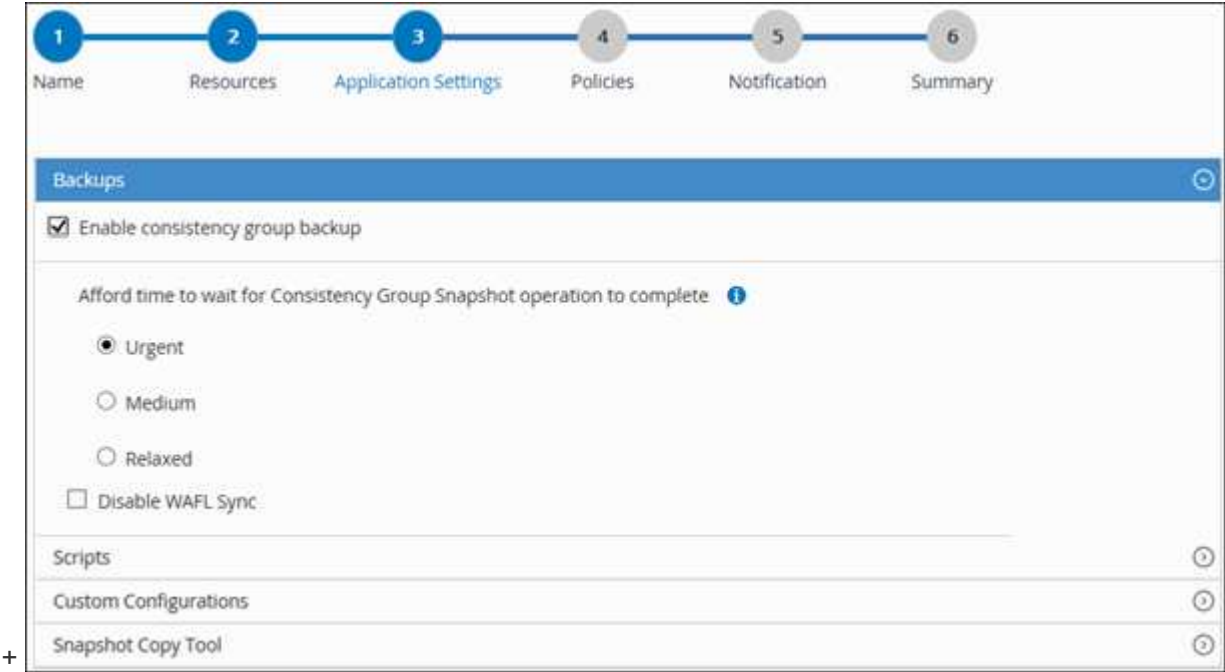 1 2 3 4 5 6
Name Resources Application Settings Policies Notification Summary
Backups
Enable consistency group backup
Afford time to wait for Consistency Group Snapshot operation to complete i
Urgent
Medium
Relaxed
Disable WAFL Sync
Scripts
Custom Configurations
Snapshot Copy Tool
+